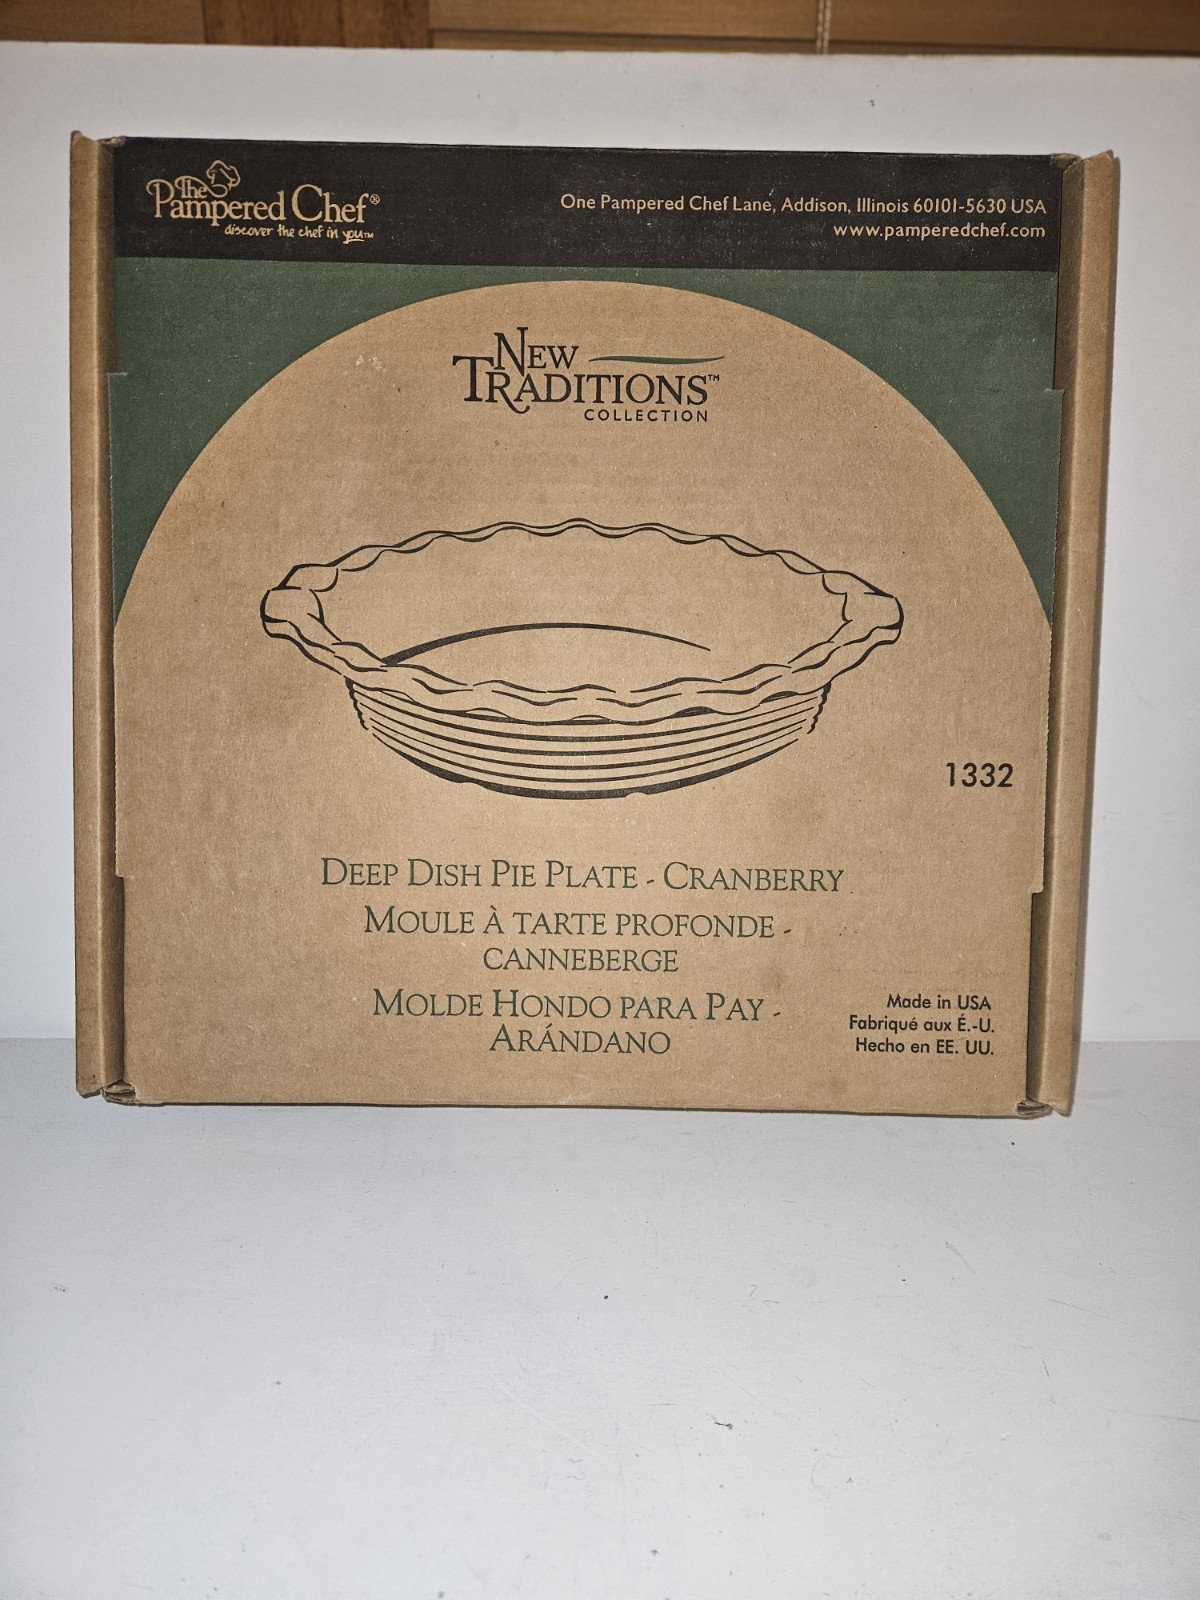 The Pampered Chef®
discover the chef in you™
One Pampered Chef Lane, Addison, Illinois 60101-5630 USA
www.pamperedchef.com
NEW
TRADITIONS™
COLLECTION
1332
DEEP DISH PIE PLATE - CRANBERRY
MOULE À TARTE PROFONDE -
CANNEBERGE
MOLDE HONDO PARA PAY -
ARÁNDANO
Made in USA
Fabriqué aux É.-U.
Hecho en EE. UU.